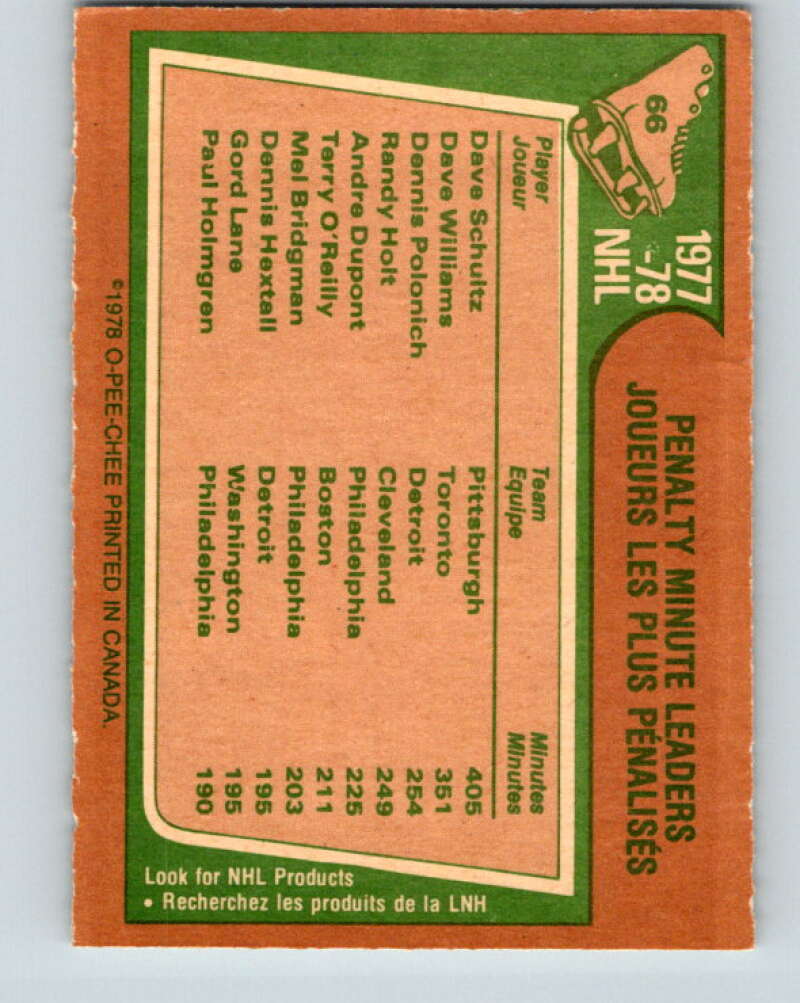 66
1977
-78
NHL
PENALTY MINUTE LEADERS
JOUEURS LES PLUS PÉNALISÉS
Player Team Minutes
Joueur Equipe Minutes
Dave Schultz Pittsburgh 405
Dave Williams Toronto 351
Dennis Polonich Detroit 254
Randy Holt Cleveland 249
Andre Dupont Philadelphia 225
Terry O'Reilly Boston 211
Mel Bridgman Philadelphia 203
Dennis Hextall Detroit 195
Gord Lane Washington 195
Paul Holmgren Philadelphia 190
©1978 O-PEE-CHEE PRINTED IN CANADA.
Look for NHL Products
• Recherchez les produits de la LNH